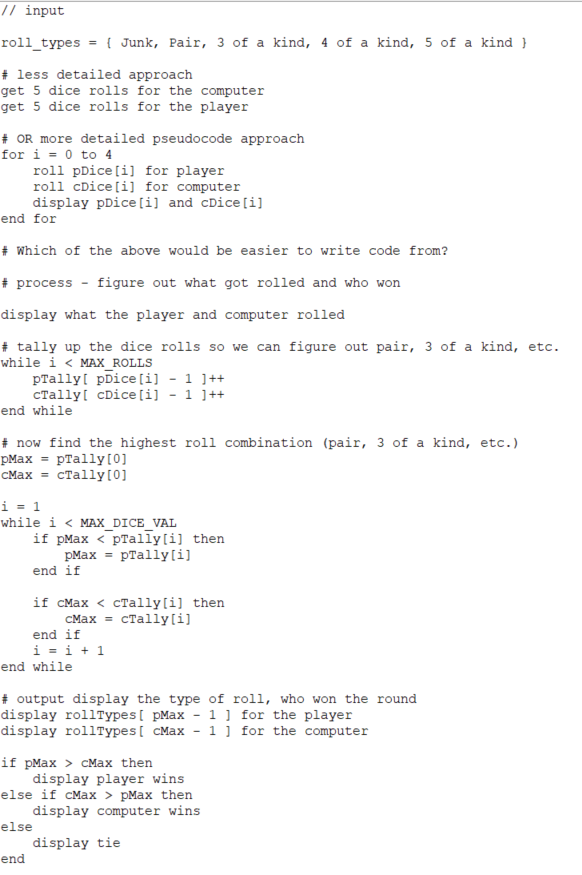 // input
roll_types = { Junk, Pair, 3 of a kind, 4 of a kind, 5 of a kind }
# less detailed approach
get 5 dice rolls for the computer
get 5 dice rolls for the player
# OR more detailed pseudocode approach
for i = 0 to 4
    roll pDice[i] for player
    roll cDice[i] for computer
    display pDice[i] and cDice[i]
end for
# Which of the above would be easier to write code from?
# process - figure out what got rolled and who won
display what the player and computer rolled
# tally up the dice rolls so we can figure out pair, 3 of a kind, etc.
while i < MAX_ROLLS
    pTally[ pDice[i] - 1 ]++
    cTally[ cDice[i] - 1 ]++
end while
# now find the highest roll combination (pair, 3 of a kind, etc.)
pMax = pTally[0]
cMax = cTally[0]
i = 1
while i < MAX_DICE_VAL
    if pMax < pTally[i] then
        pMax = pTally[i]
    end if
    if cMax < cTally[i] then
        cMax = cTally[i]
    end if
    i = i + 1
end while
# output display the type of roll, who won the round
display rollTypes[ pMax - 1 ] for the player
display rollTypes[ cMax - 1 ] for the computer
if pMax > cMax then
    display player wins
else if cMax > pMax then
    display computer wins
else
    display tie
end